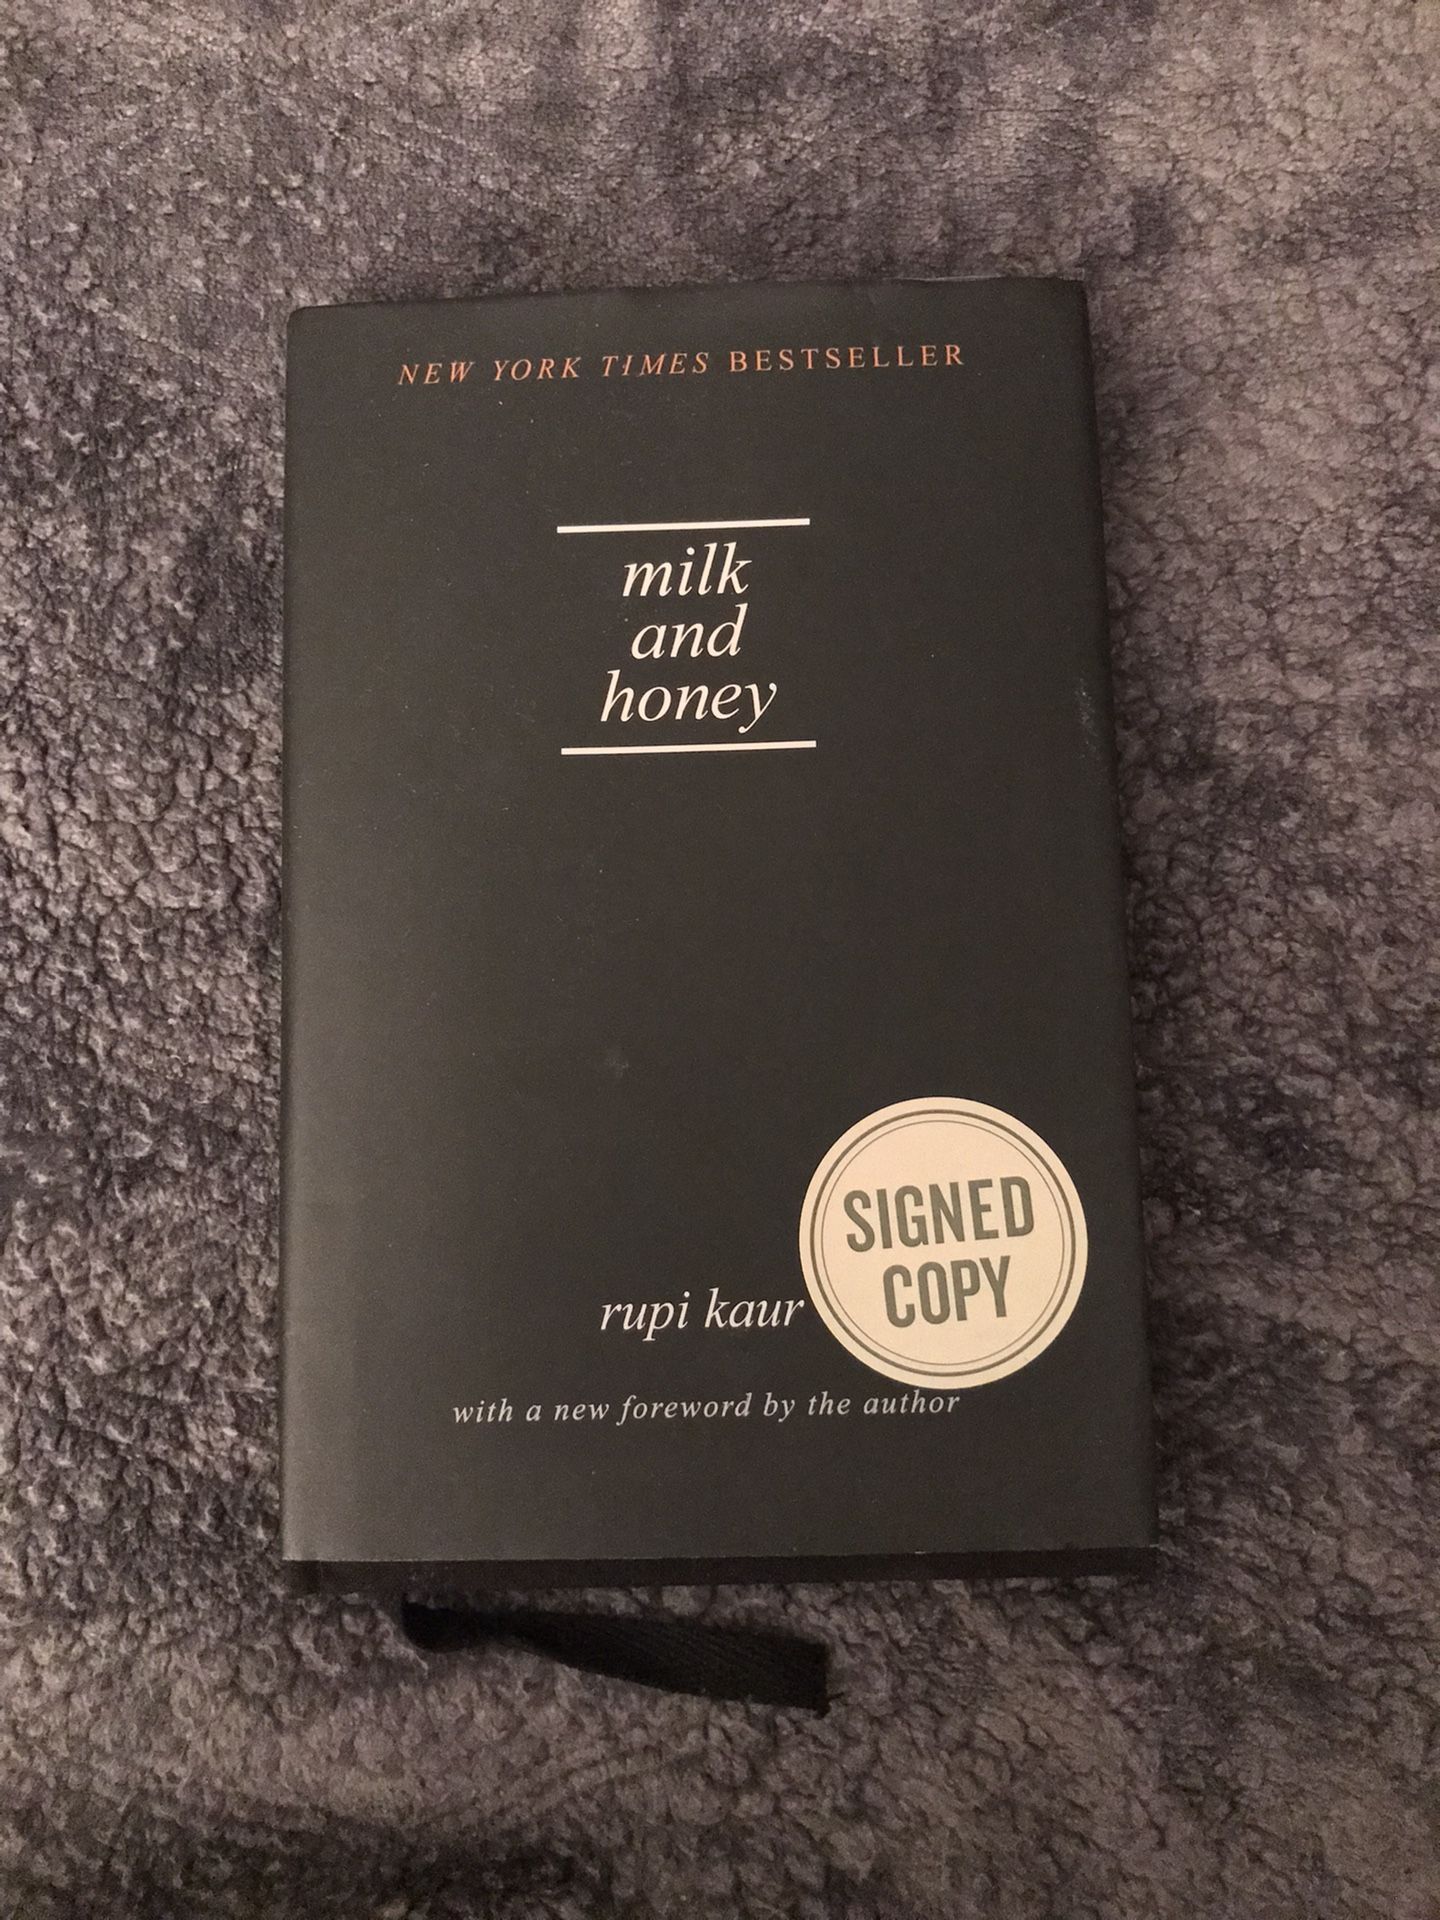 NEW YORK TIMES BESTSELLER
milk
and
honey
SIGNED
COPY
rupi kaur
with a new foreword by the author